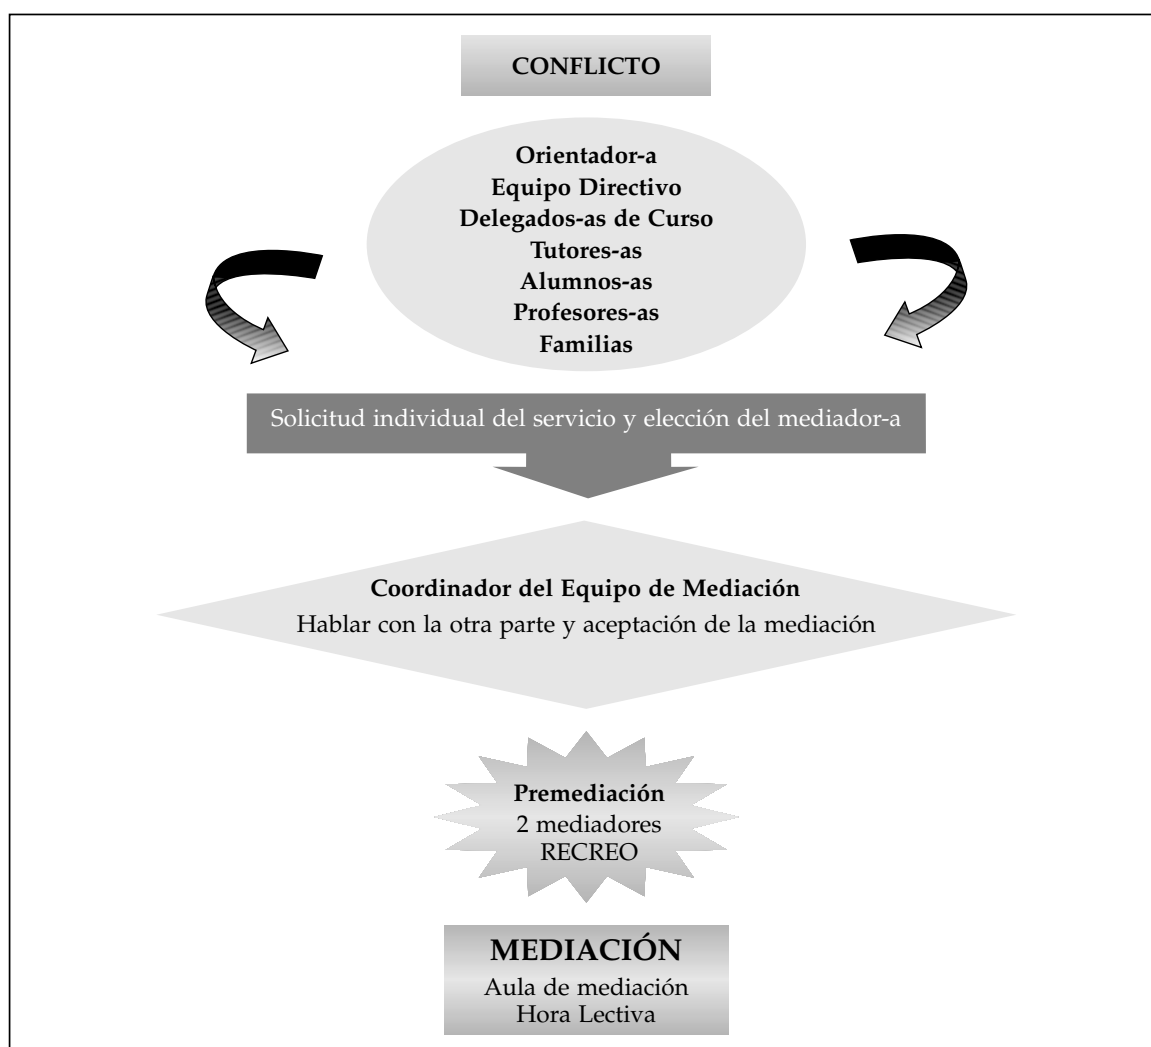 CONFLICTO
Orientador-a
Equipo Directivo
Delegados-as de Curso
Tutores-as
Alumnos-as
Profesores-as
Familias
Solicitud individual del servicio y elección del mediador-a
Coordinador del Equipo de Mediación
Hablar con la otra parte y aceptación de la mediación
Premediación
2 mediadores
RECREO
MEDIACIÓN
Aula de mediación
Hora Lectiva